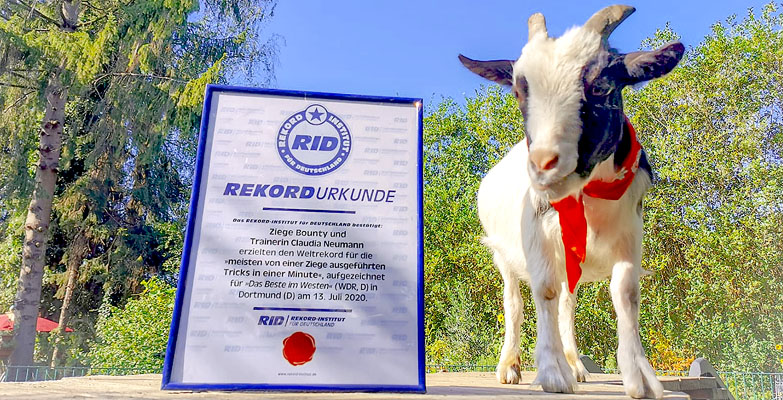 REKORD INSTITUT
RID
FÜR DEUTSCHLAND
REKORDURKUNDE
Das REKORD-INSTITUT für DEUTSCHLAND bestätigt:
Ziege Bounty und
Trainerin Claudia Neumann
erzielten den Weltrekord für die
»meisten von einer Ziege ausgeführten
Tricks in einer Minute«, aufgezeichnet
für »Das Beste im Westen« (WDR, D) in
Dortmund (D) am 13. Juli 2020.
RID REKORD-INSTITUT
FÜR DEUTSCHLAND